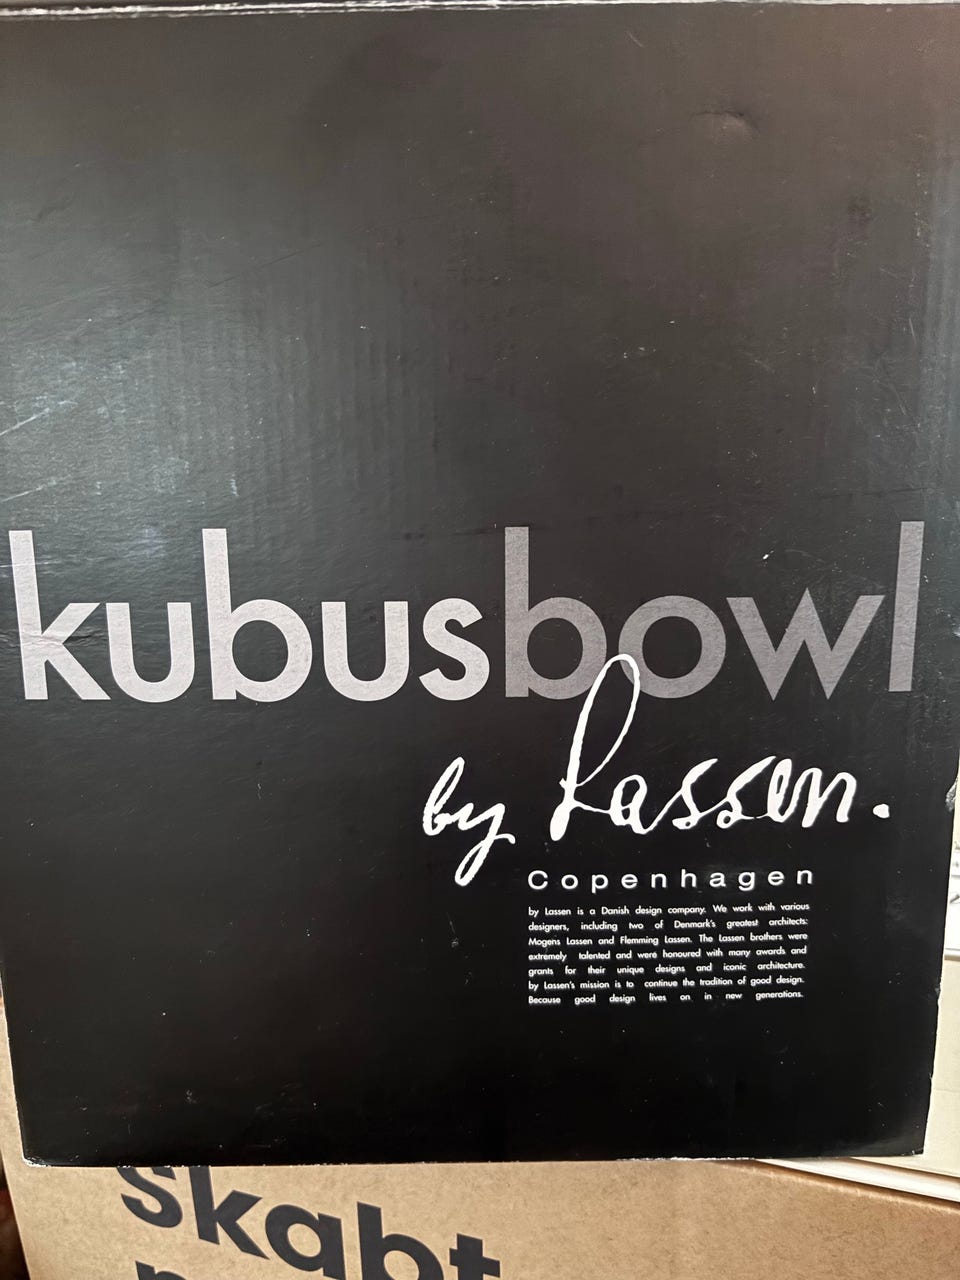 kubusbowl
by Lassen.
Copenhagen
by Lassen is a Danish design company. We work with various
designers, including two of Denmark's greatest architects:
Mogens Lassen and Flemming Lassen. The Lassen brothers were
extremely talented and were honoured with many awards and
grants for their unique designs and iconic architecture.
by Lassen's mission is to continue the tradition of good design.
Because good design lives on in new generations.
Skabt